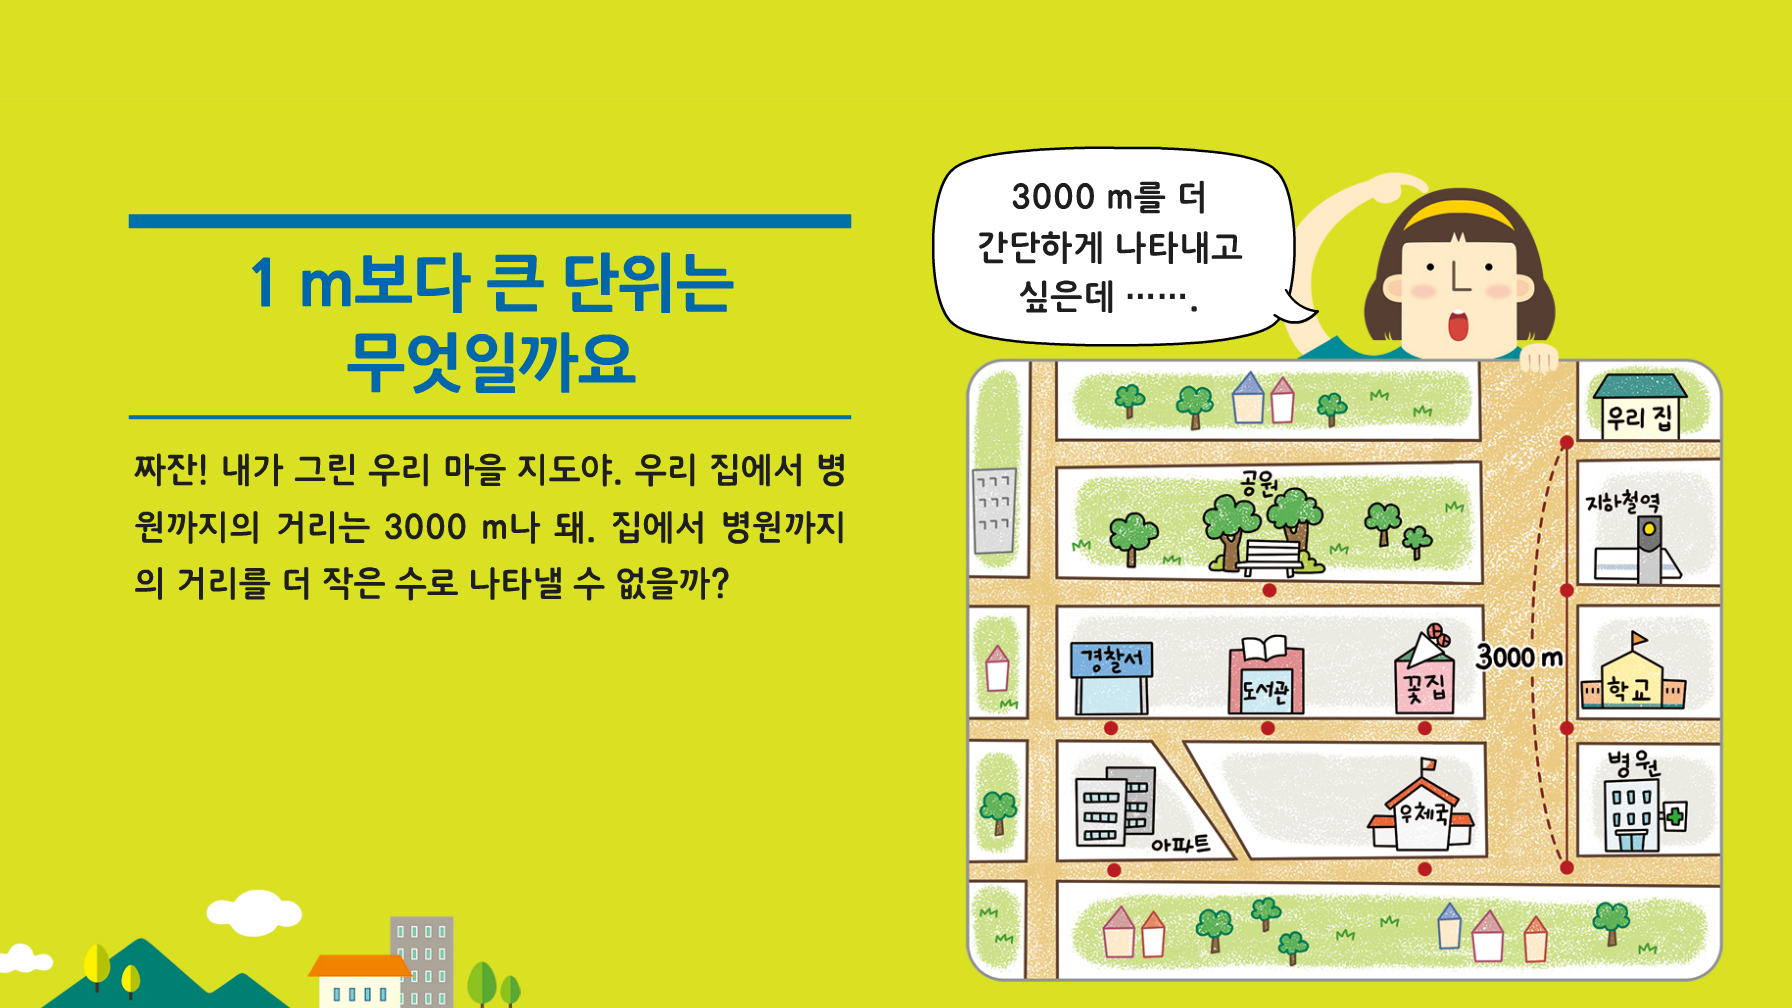 1 m보다 큰 단위는
무엇일까요
짜잔! 내가 그린 우리 마을 지도야. 우리 집에서 병
원까지의 거리는 3000 m나 돼. 집에서 병원까지
의 거리를 더 작은 수로 나타낼 수 없을까?
3000 m를 더
간단하게 나타내고
싶은데 ⋯⋯.
우리 집
공원
지하철역
경찰서
도서관
꽃집
3000 m
학교
병원
아파트
우체국